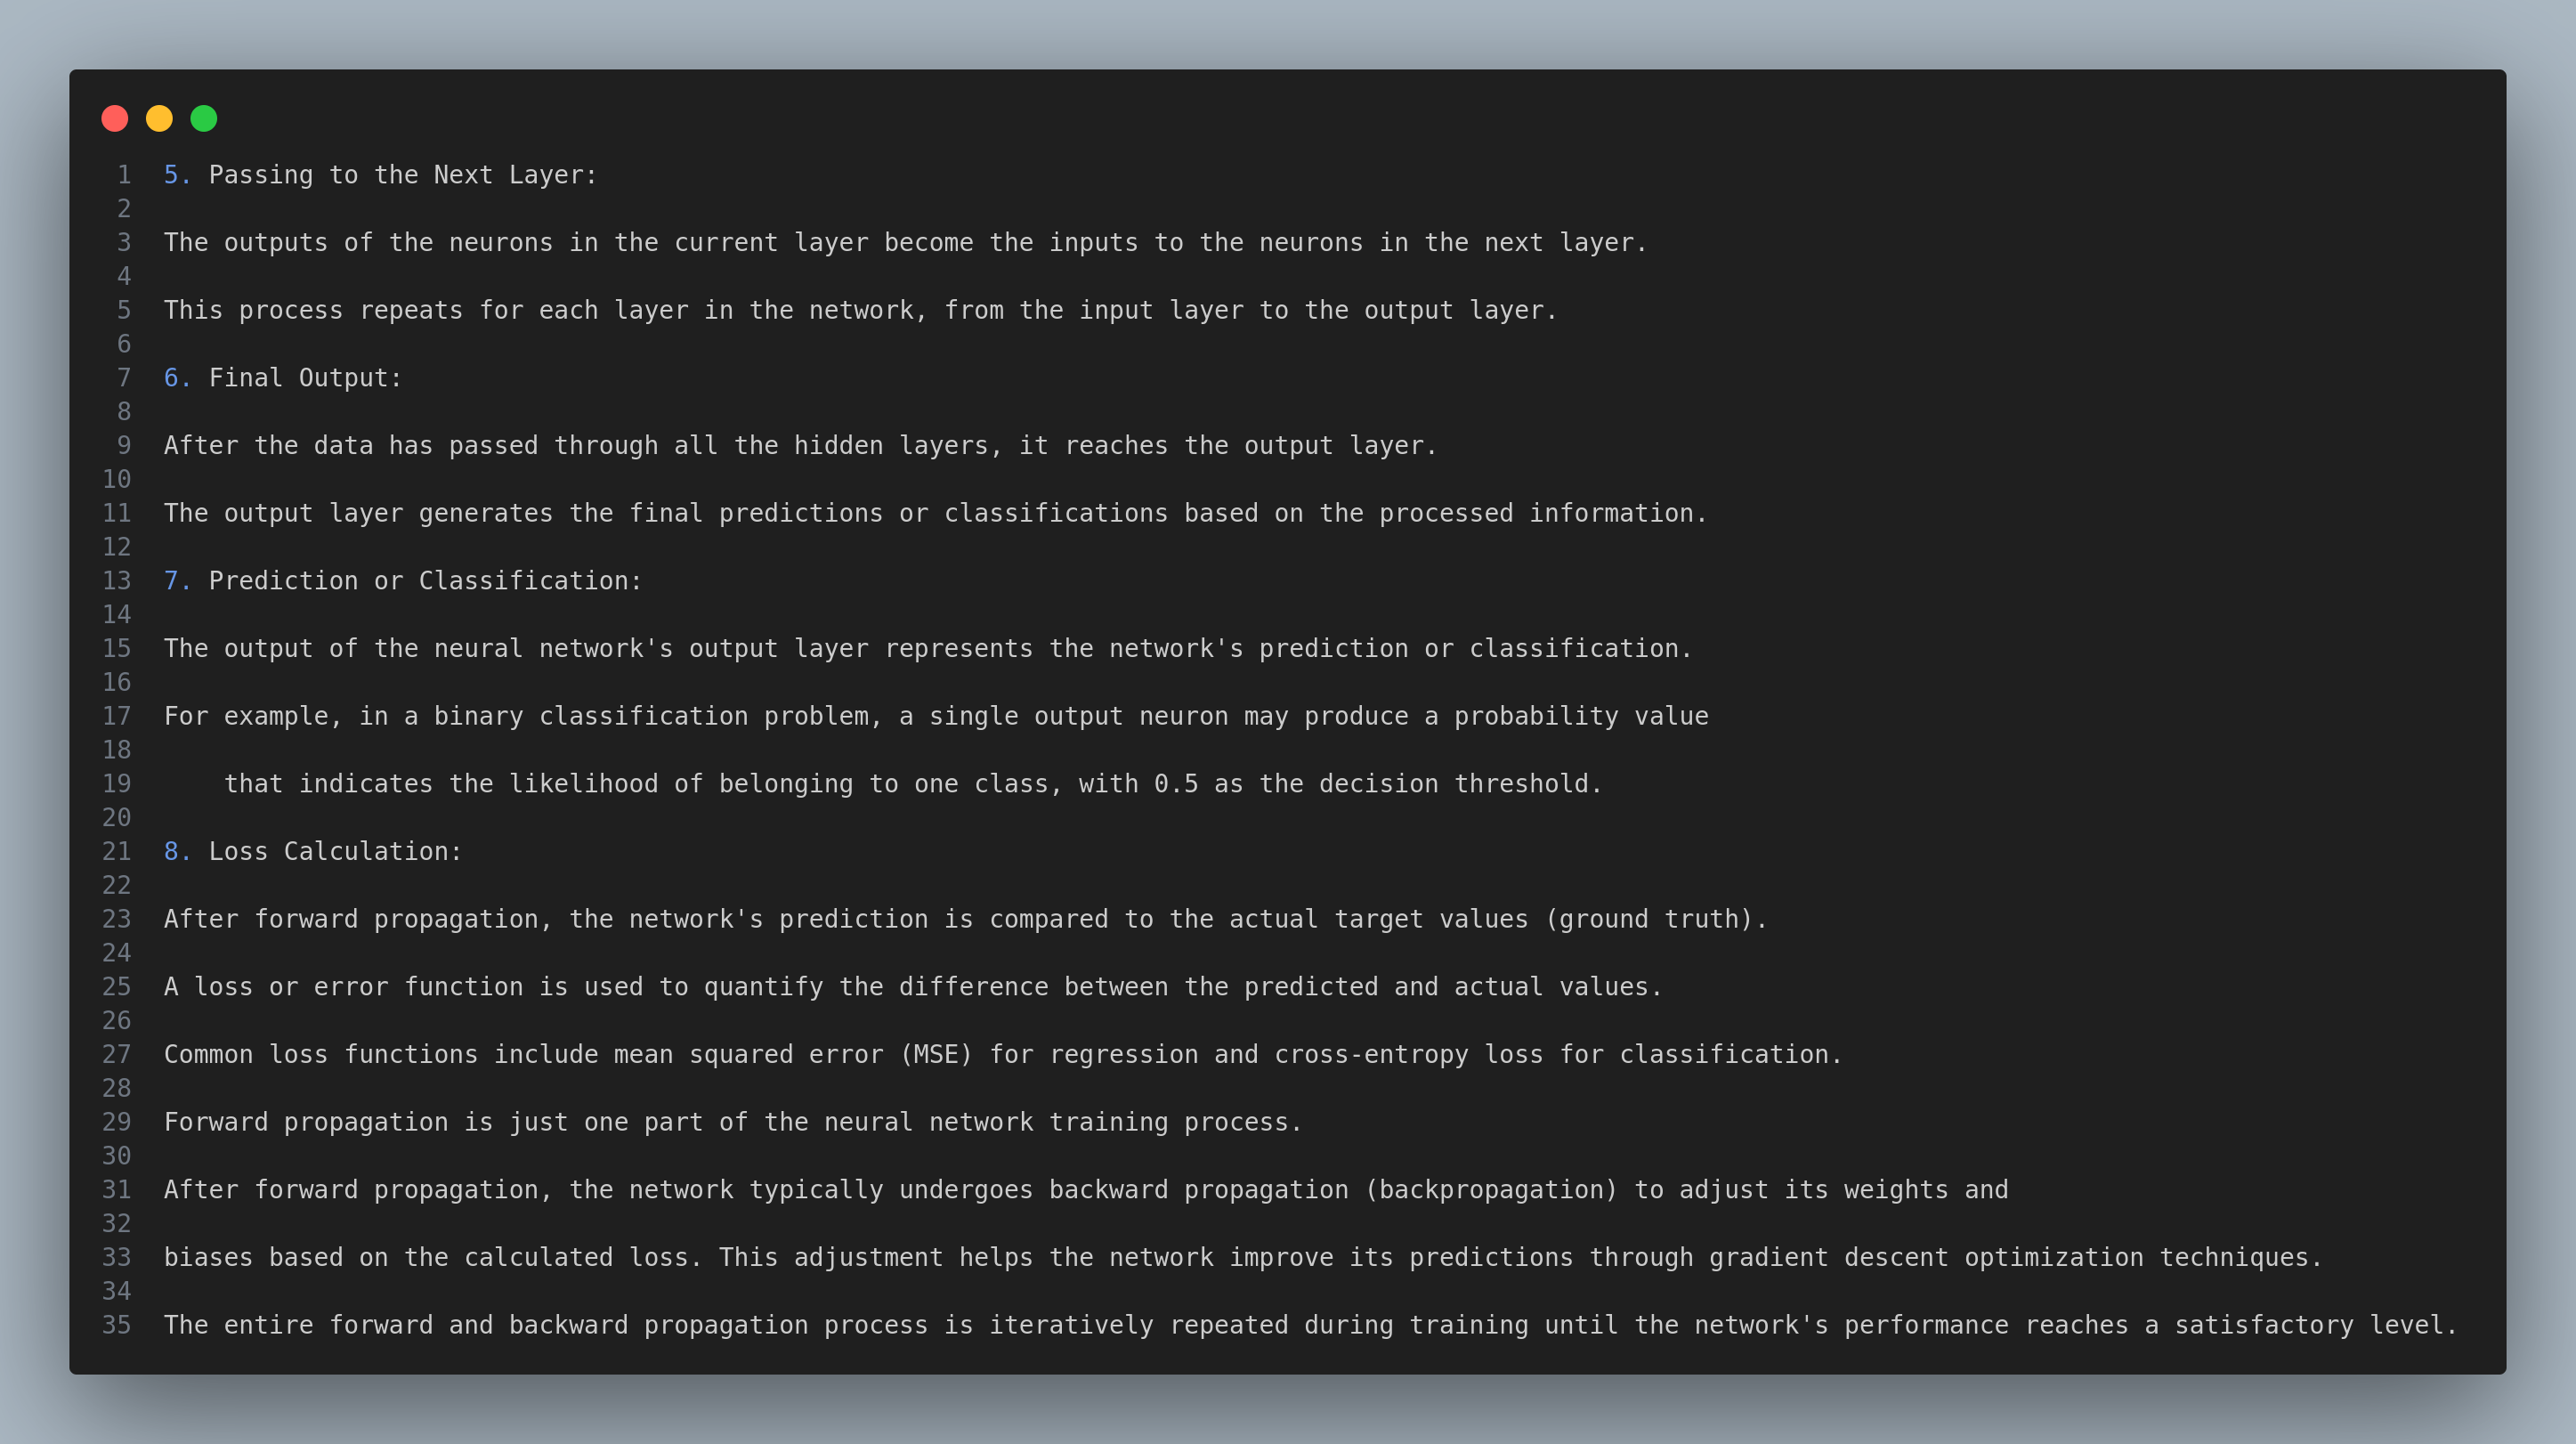 1 5. Passing to the Next Layer:
2
3 The outputs of the neurons in the current layer become the inputs to the neurons in the next layer.
4
5 This process repeats for each layer in the network, from the input layer to the output layer.
6
7 6. Final Output:
8
9 After the data has passed through all the hidden layers, it reaches the output layer.
10
11 The output layer generates the final predictions or classifications based on the processed information.
12
13 7. Prediction or Classification:
14
15 The output of the neural network's output layer represents the network's prediction or classification.
16
17 For example, in a binary classification problem, a single output neuron may produce a probability value
18
19     that indicates the likelihood of belonging to one class, with 0.5 as the decision threshold.
20
21 8. Loss Calculation:
22
23 After forward propagation, the network's prediction is compared to the actual target values (ground truth).
24
25 A loss or error function is used to quantify the difference between the predicted and actual values.
26
27 Common loss functions include mean squared error (MSE) for regression and cross-entropy loss for classification.
28
29 Forward propagation is just one part of the neural network training process.
30
31 After forward propagation, the network typically undergoes backward propagation (backpropagation) to adjust its weights and
32
33 biases based on the calculated loss. This adjustment helps the network improve its predictions through gradient descent optimization techniques.
34
35 The entire forward and backward propagation process is iteratively repeated during training until the network's performance reaches a satisfactory level.